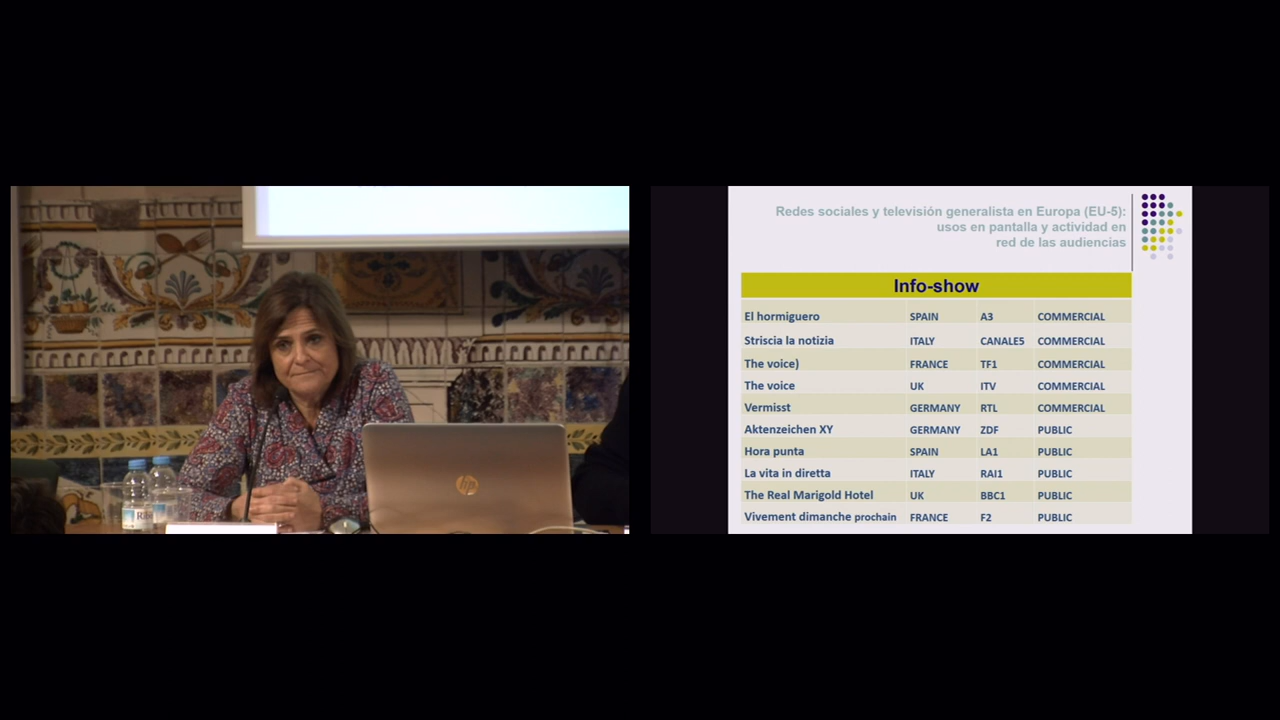 Redes sociales y televisión generalista en Europa (EU-5):
usos en pantalla y actividad en
red de las audiencias
Info-show
El hormiguero SPAIN A3 COMMERCIAL
Striscia la notizia ITALY CANALE5 COMMERCIAL
The voice) FRANCE TF1 COMMERCIAL
The voice UK ITV COMMERCIAL
Vermisst GERMANY RTL COMMERCIAL
Aktenzeichen XY GERMANY ZDF PUBLIC
Hora punta SPAIN LA1 PUBLIC
La vita in diretta ITALY RAI1 PUBLIC
The Real Marigold Hotel UK BBC1 PUBLIC
Vivement dimanche prochain FRANCE F2 PUBLIC
hp